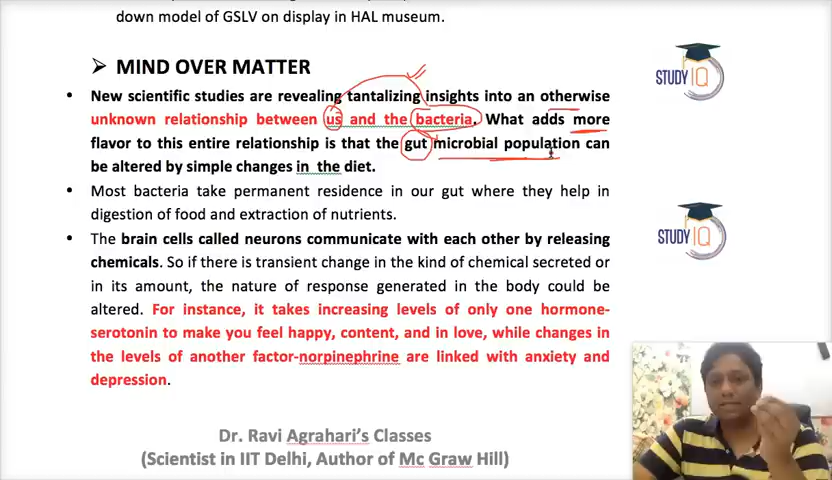 down model of GSLV on display in HAL museum.
➢ MIND OVER MATTER
STUDY IQ
• New scientific studies are revealing tantalizing insights into an otherwise
unknown relationship between us and the bacteria. What adds more
flavor to this entire relationship is that the gut microbial population can
be altered by simple changes in the diet.
• Most bacteria take permanent residence in our gut where they help in
digestion of food and extraction of nutrients.
STUDY IQ
• The brain cells called neurons communicate with each other by releasing
chemicals. So if there is transient change in the kind of chemical secreted or
in its amount, the nature of response generated in the body could be
altered. For instance, it takes increasing levels of only one hormone-
serotonin to make you feel happy, content, and in love, while changes in
the levels of another factor-norpinephrine are linked with anxiety and
depression.
Dr. Ravi Agrahari's Classes
(Scientist in IIT Delhi, Author of Mc Graw Hill)